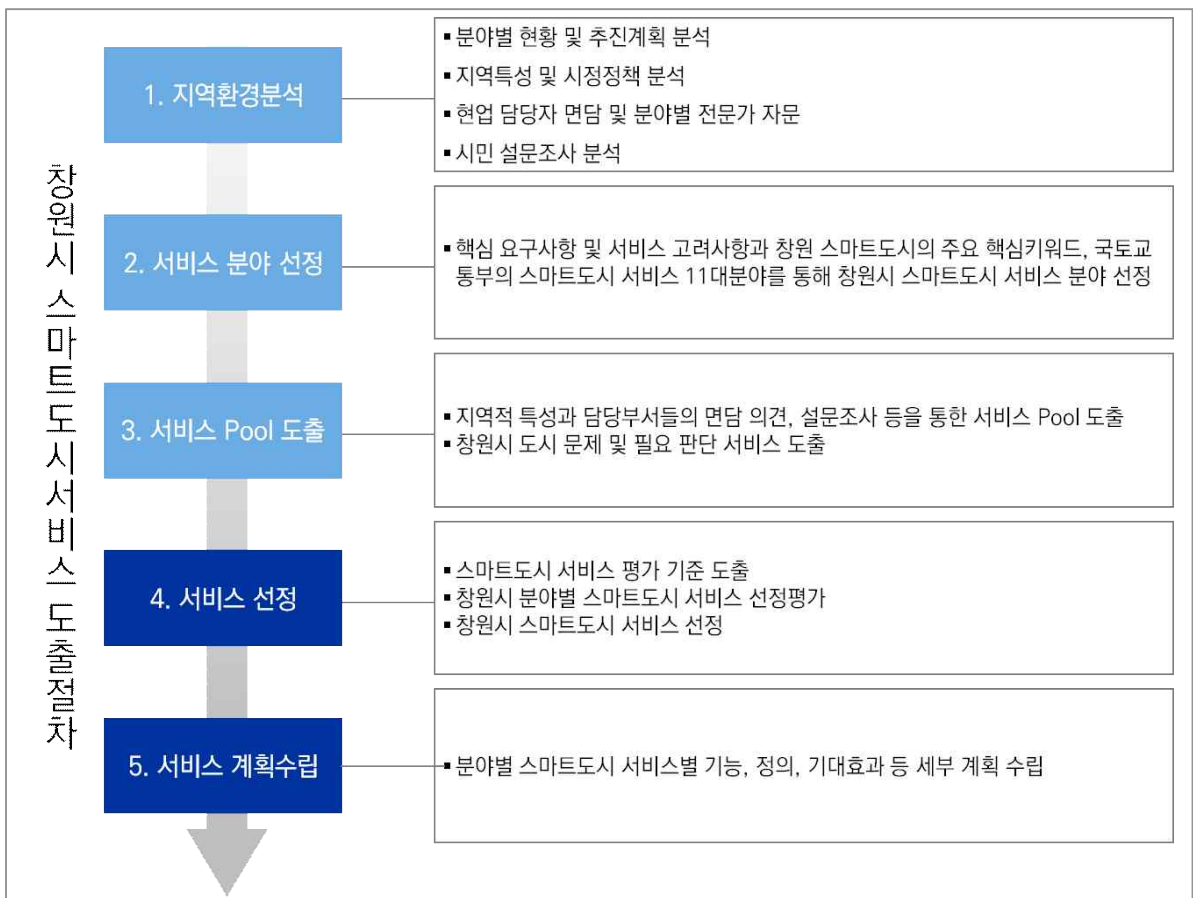 창원시 스마트도시서비스 도출절차
1. 지역환경분석
▪ 분야별 현황 및 추진계획 분석
▪ 지역특성 및 시정정책 분석
▪ 현업 담당자 면담 및 분야별 전문가 자문
▪ 시민 설문조사 분석
2. 서비스 분야 선정
▪ 핵심 요구사항 및 서비스 고려사항과 창원 스마트도시의 주요 핵심키워드, 국토교
통부의 스마트도시 서비스 11대분야를 통해 창원시 스마트도시 서비스 분야 선정
3. 서비스 Pool 도출
▪ 지역적 특성과 담당부서들의 면담 의견, 설문조사 등을 통한 서비스 Pool 도출
▪ 창원시 도시 문제 및 필요 판단 서비스 도출
4. 서비스 선정
▪ 스마트도시 서비스 평가 기준 도출
▪ 창원시 분야별 스마트도시 서비스 선정평가
▪ 창원시 스마트도시 서비스 선정
5. 서비스 계획수립
▪ 분야별 스마트도시 서비스별 기능, 정의, 기대효과 등 세부 계획 수립